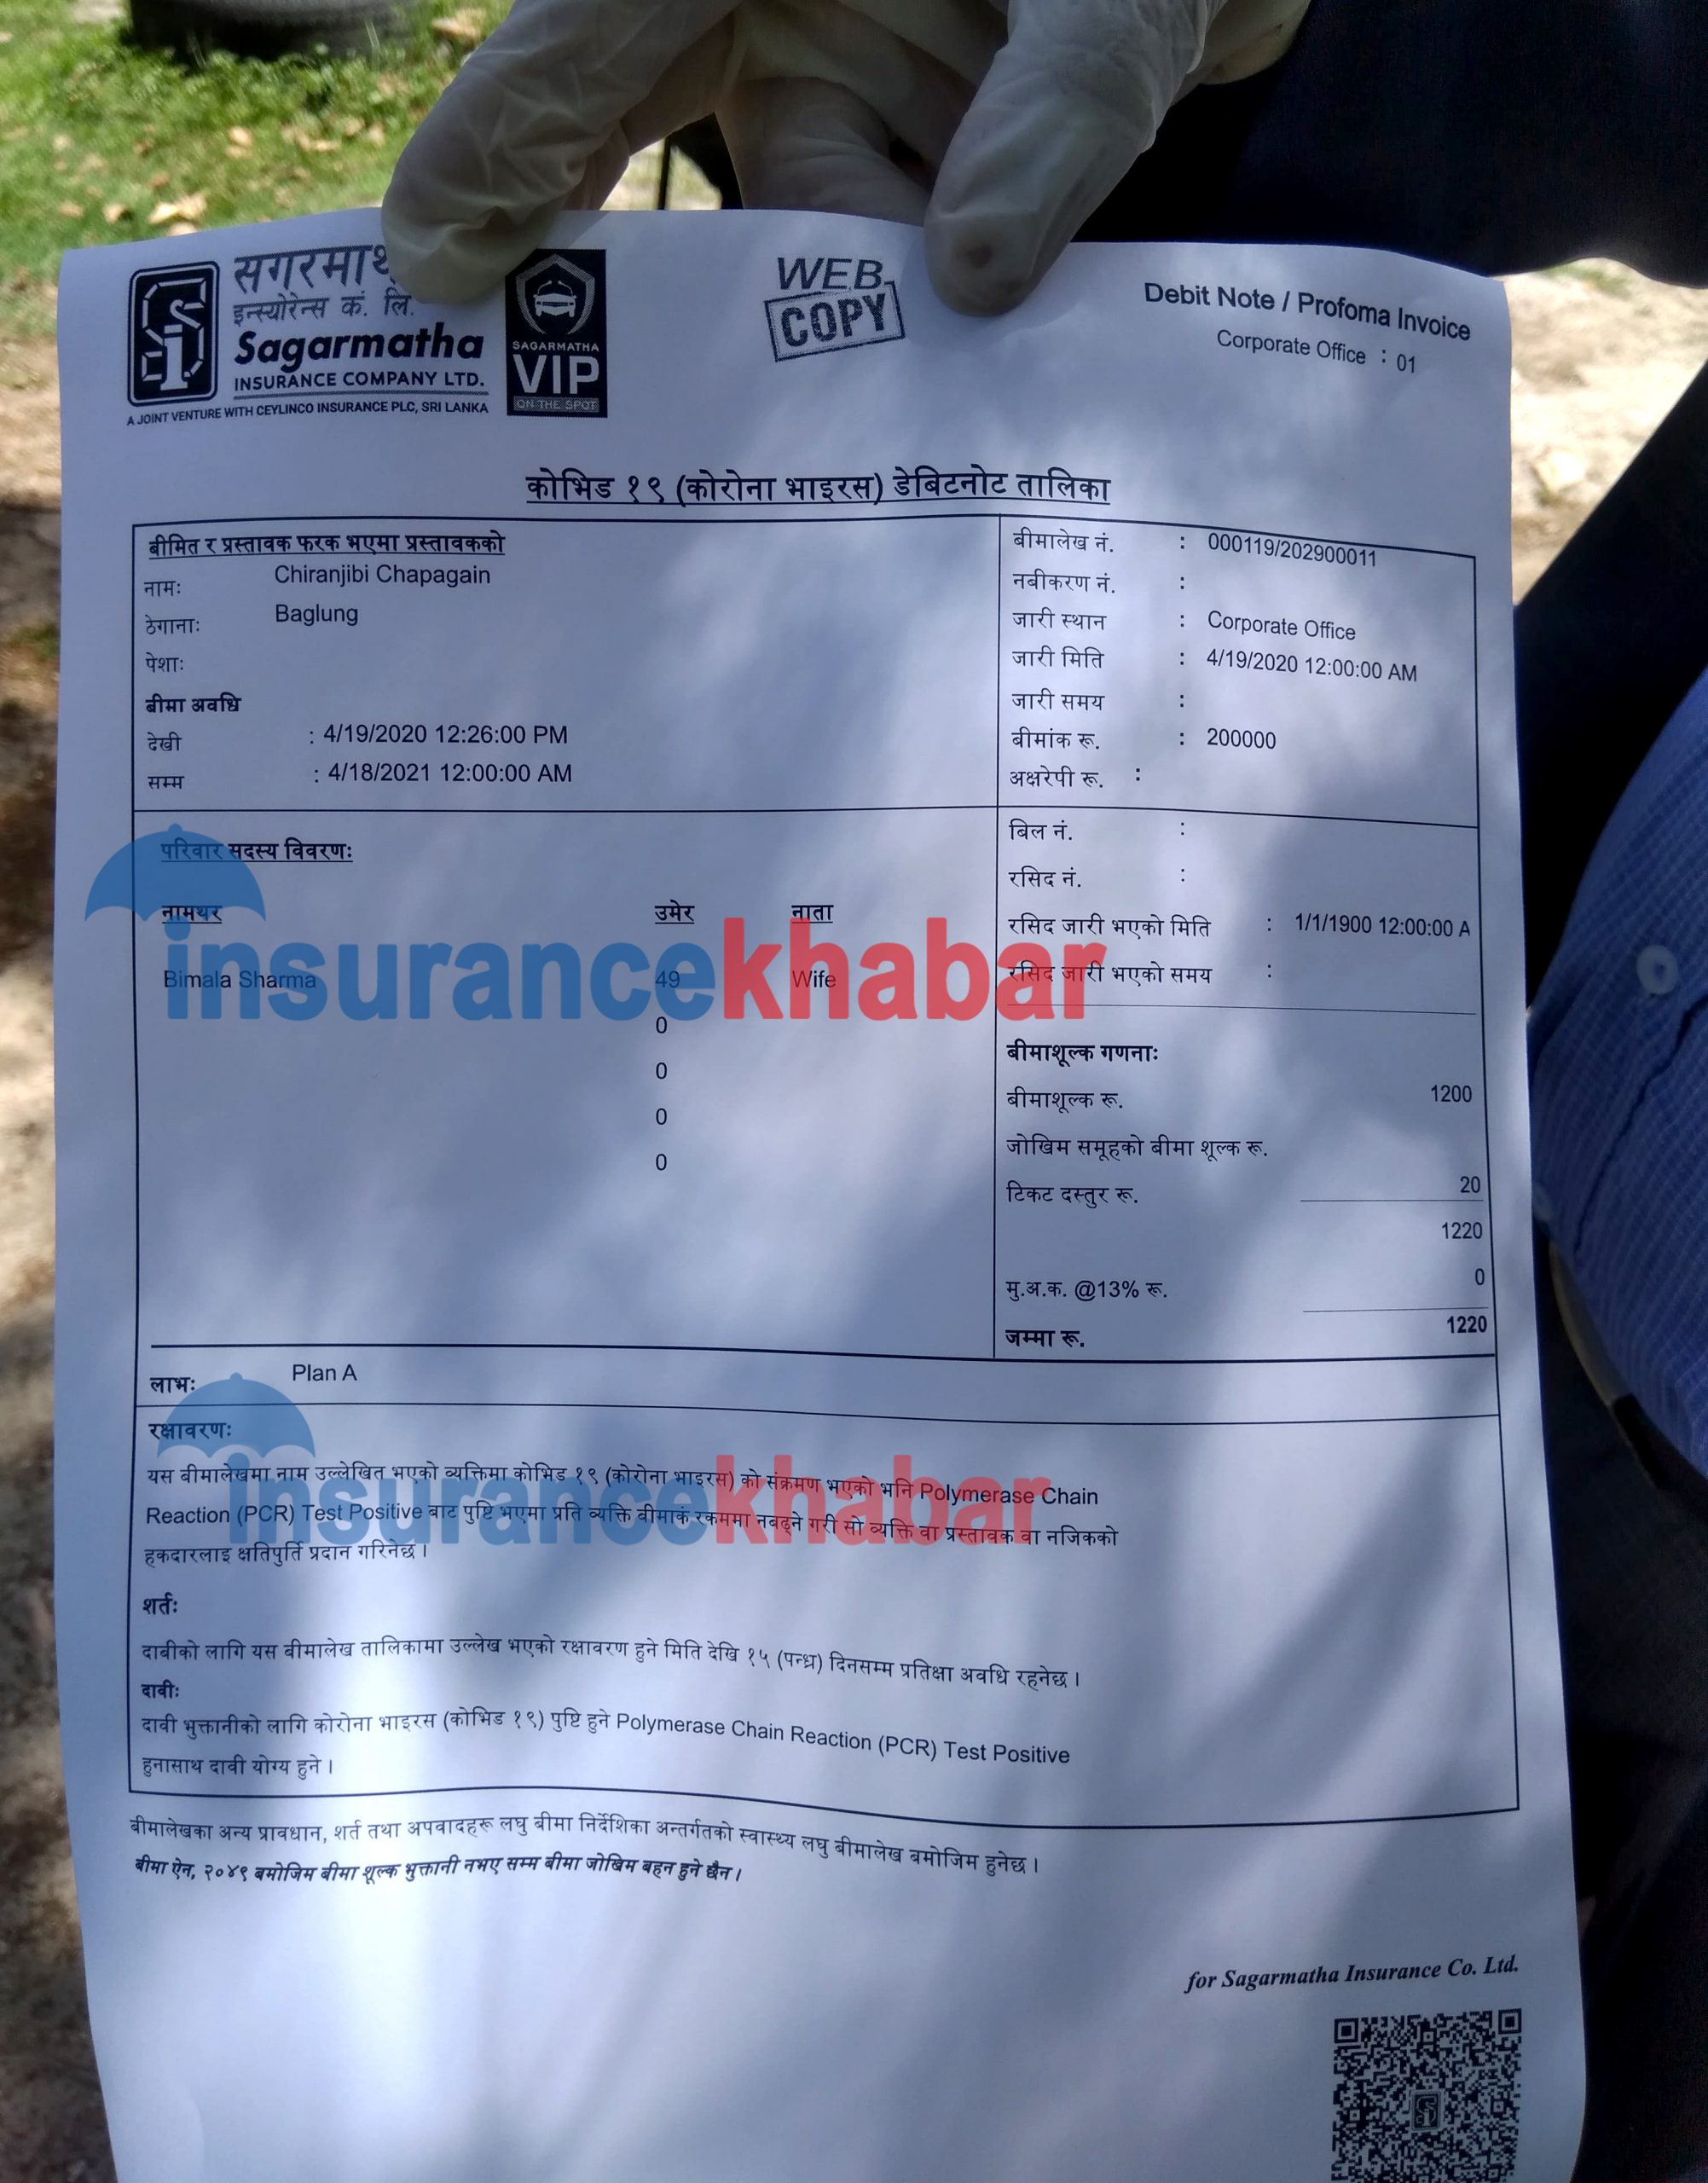 सगरमाथ
इन्स्योरेन्स कं. लि.
Sagarmatha
INSURANCE COMPANY LTD.
A JOINT VENTURE WITH CEYLINCO INSURANCE PLC, SRI LANKA
SAGARMATHA
VIP
ON THE SPOT
WEB
COPY
Debit Note / Profoma Invoice
Corporate Office : 01
कोभिड १९ (कोरोना भाइरस) डेबिटनोट तालिका
बीमित र प्रस्तावक फरक भएमा प्रस्तावकको
नामः Chiranjibi Chapagain
ठेगानाः Baglung
पेशाः
बीमा अवधि
देखी : 4/19/2020 12:26:00 PM
सम्म : 4/18/2021 12:00:00 AM
बीमालेख नं. : 000119/202900011
नबीकरण नं. :
जारी स्थान : Corporate Office
जारी मिति : 4/19/2020 12:00:00 AM
जारी समय :
बीमांक रू. : 200000
अक्षरेपी रू. :
परिवार सदस्य विवरणः
नामथर उमेर नाता
Bimala Sharma 49 Wife
0
0
0
0
insurancekhabar
बिल नं. :
रसिद नं. :
रसिद जारी भएको मिति : 1/1/1900 12:00:00 A
रसिद जारी भएको समय :
बीमाशूल्क गणनाः
बीमाशूल्क रू. 1200
जोखिम समूहको बीमा शूल्क रू.
टिकट दस्तुर रू. 20
1220
मु.अ.क. @13% रू. 0
जम्मा रू. 1220
लाभः Plan A
रक्षावरणः
यस बीमालेखमा नाम उल्लेखित भएको व्यक्तिमा कोभिड १९ (कोरोना भाइरस) को संक्रमण भएको भनि Polymerase Chain
Reaction (PCR) Test Positive बाट पुष्टि भएमा प्रति व्यक्ति बीमाकं रकममा नबढ्ने गरी सो व्यक्ति वा प्रस्तावक वा नजिकको
हकदारलाइ क्षतिपुर्ति प्रदान गरिनेछ ।
insurancekhabar
शर्तः
दाबीको लागि यस बीमालेख तालिकामा उल्लेख भएको रक्षावरण हुने मिति देखि १५ (पन्ध्र) दिनसम्म प्रतिक्षा अवधि रहनेछ ।
दावीः
दावी भुक्तानीको लागि कोरोना भाइरस (कोभिड १९) पुष्टि हुने Polymerase Chain Reaction (PCR) Test Positive
हुनासाथ दावी योग्य हुने ।
बीमालेखका अन्य प्रावधान, शर्त तथा अपवादहरू लघु बीमा निर्देशिका अन्तर्गतको स्वास्थ्य लघु बीमालेख बमोजिम हुनेछ ।
बीमा ऐन, २०४९ बमोजिम बीमा शूल्क भुक्तानी नभए सम्म बीमा जोखिम बहन हुने छैन ।
for Sagarmatha Insurance Co. Ltd.